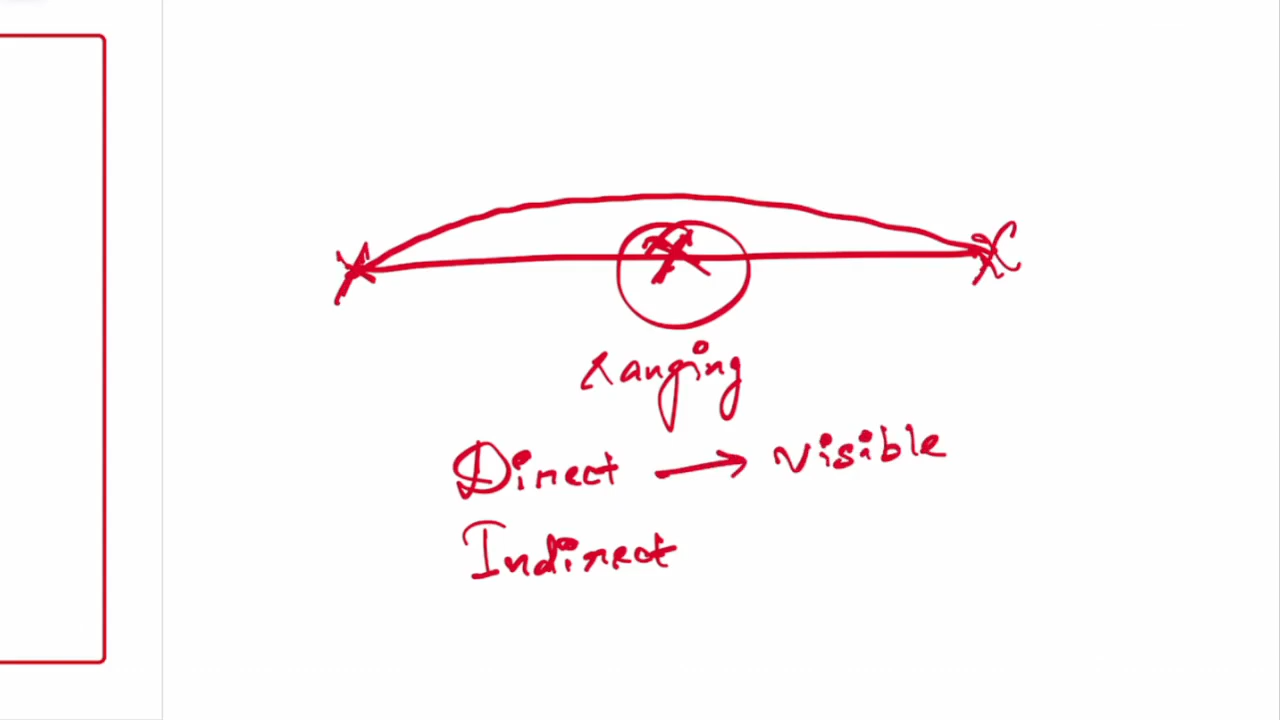 Ranging
Direct → Visible
Indirect